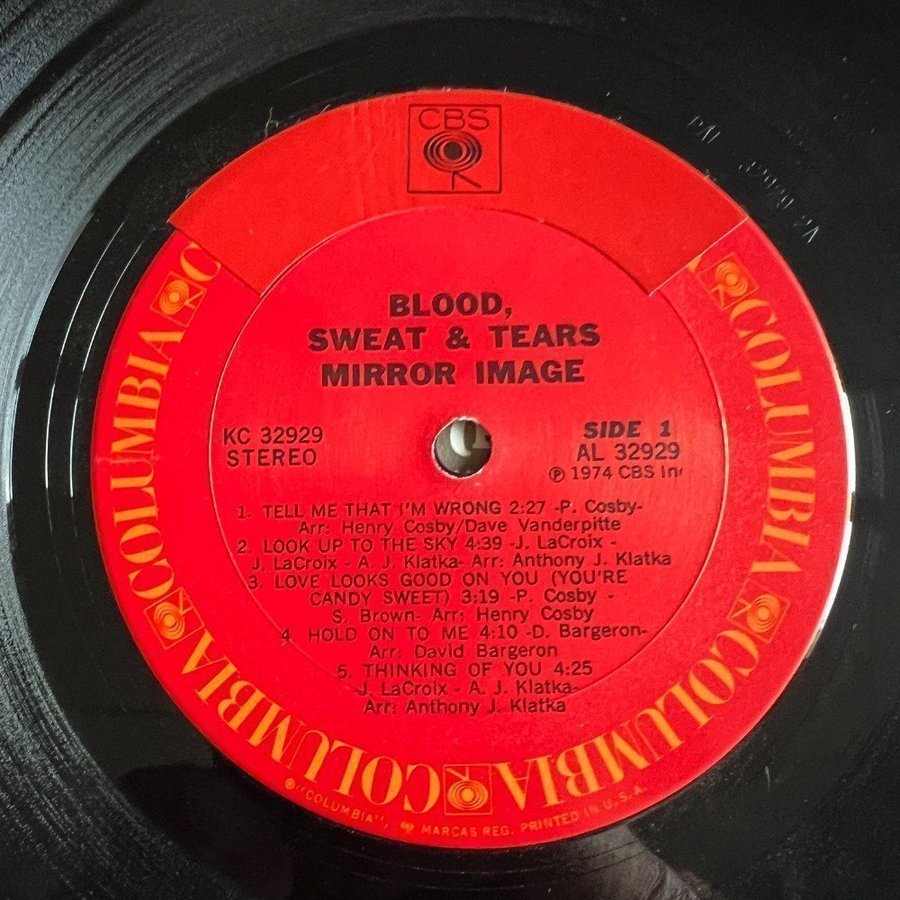 CBS
BLOOD,
SWEAT & TEARS
MIRROR IMAGE
KC 32929
STEREO
SIDE 1
AL 32929
℗ 1974 CBS
1. TELL ME THAT I'M WRONG 2:27 -P. Cosby-
Arr: Henry Cosby/Dave Vanderpitte
2. LOOK UP TO THE SKY 4:39 -J. LaCroix -
J. LaCroix - A. J. Klatka- Arr: Anthony J. Klatka
3. LOVE LOOKS GOOD ON YOU (YOU'RE
CANDY SWEET) 3:19 -P. Cosby -
S. Brown- Arr: Henry Cosby
4. HOLD ON TO ME 4:10 -D. Bargeron-
Arr: David Bargeron
5. THINKING OF YOU 4:25
-J. LaCroix - A. J. Klatka-
Arr: Anthony J. Klatka
COLUMBIA
COLUMBIA
COLUMBIA
COLUMBIA
COLUMBIA
COLUMBIA
"COLUMBIA", MARCAS REG. PRINTED IN U.S.A.